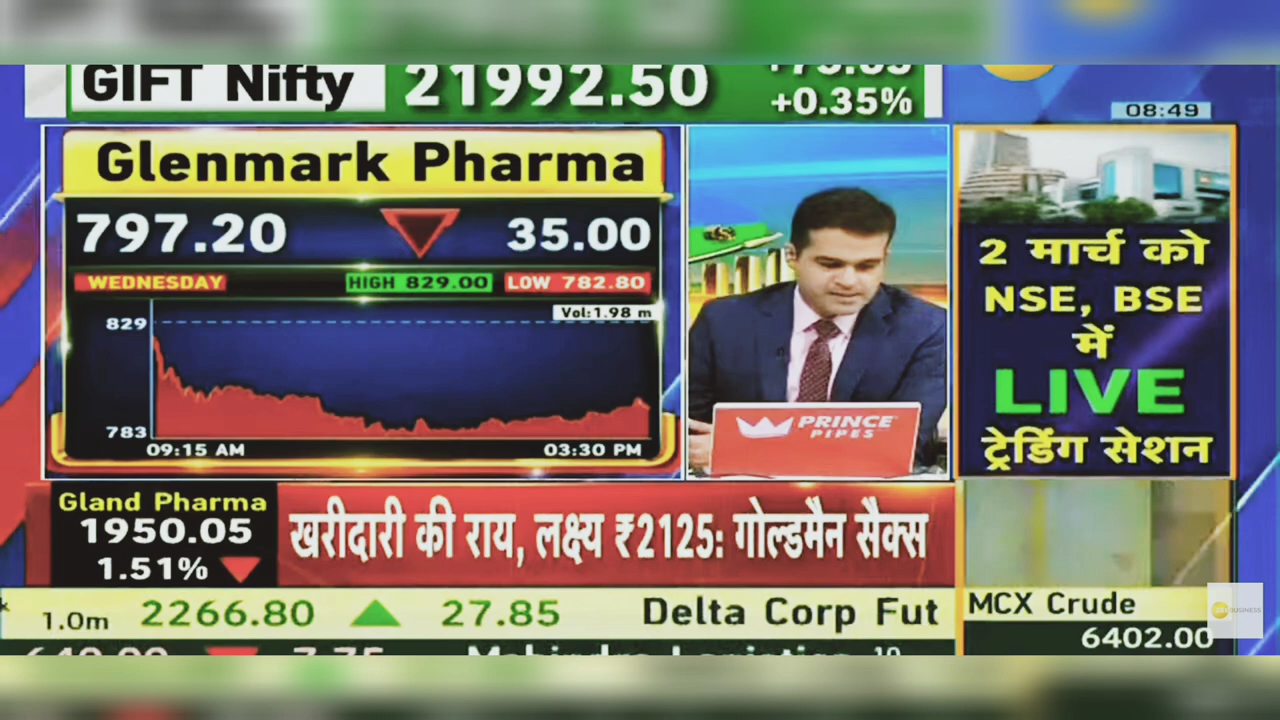 GIFT Nifty 21992.50
+0.35%
08:49
Glenmark Pharma
797.20 35.00
WEDNESDAY HIGH 829.00 LOW 782.80
Vol:1.98 m
829
783
09:15 AM 03:30 PM
PRINCE
PIPES
2 मार्च को
NSE, BSE
में
LIVE
ट्रेडिंग सेशन
Gland Pharma
1950.05
1.51%
खरीदारी की राय, लक्ष्य ₹2125: गोल्डमैन सैक्स
1.0m 2266.80 27.85 Delta Corp Fut
MCX Crude
6402.00
BUSINESS